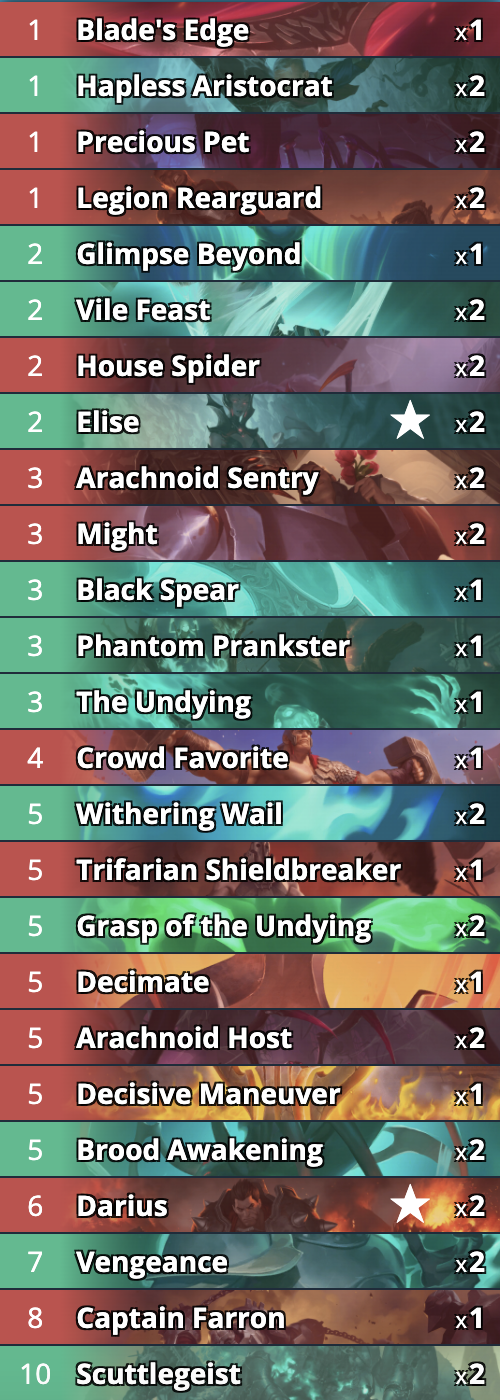 1 Blade's Edge x1
1 Hapless Aristocrat x2
1 Precious Pet x2
1 Legion Rearguard x2
2 Glimpse Beyond x1
2 Vile Feast x2
2 House Spider x2
2 Elise x2
3 Arachnoid Sentry x2
3 Might x2
3 Black Spear x1
3 Phantom Prankster x1
3 The Undying x1
4 Crowd Favorite x1
5 Withering Wail x2
5 Trifarian Shieldbreaker x1
5 Grasp of the Undying x2
5 Decimate x1
5 Arachnoid Host x2
5 Decisive Maneuver x1
5 Brood Awakening x2
6 Darius x2
7 Vengeance x2
8 Captain Farron x1
10 Scuttlegeist x2